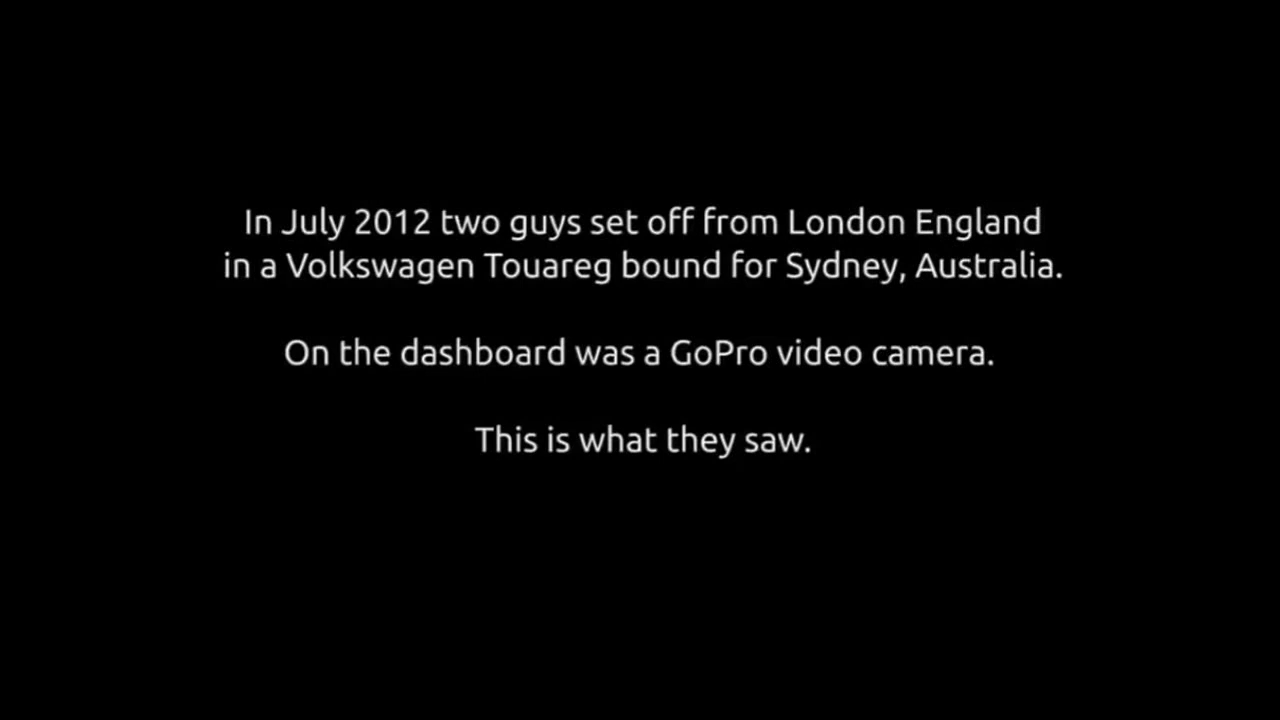 In July 2012 two guys set off from London England
in a Volkswagen Touareg bound for Sydney, Australia.
On the dashboard was a GoPro video camera.
This is what they saw.